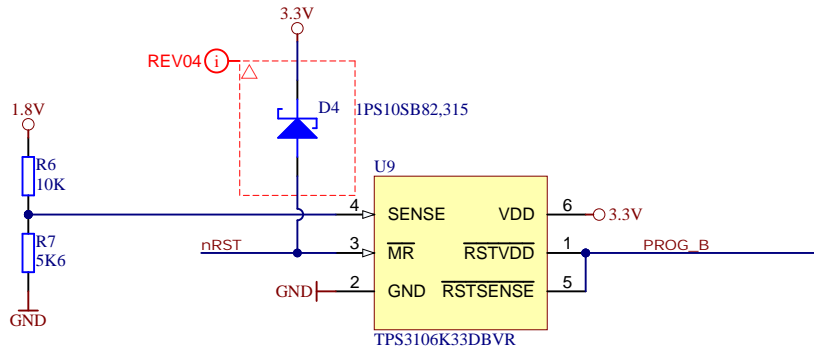 3.3V
REV04 i
D4 1PS10SB82,315
1.8V
R6
10K
U9
4 SENSE VDD 6 3.3V
R7
5K6
nRST 3 MR RSTVDD 1 PROG_B
GND 2 GND RSTSENSE 5
GND
TPS3106K33DBVR